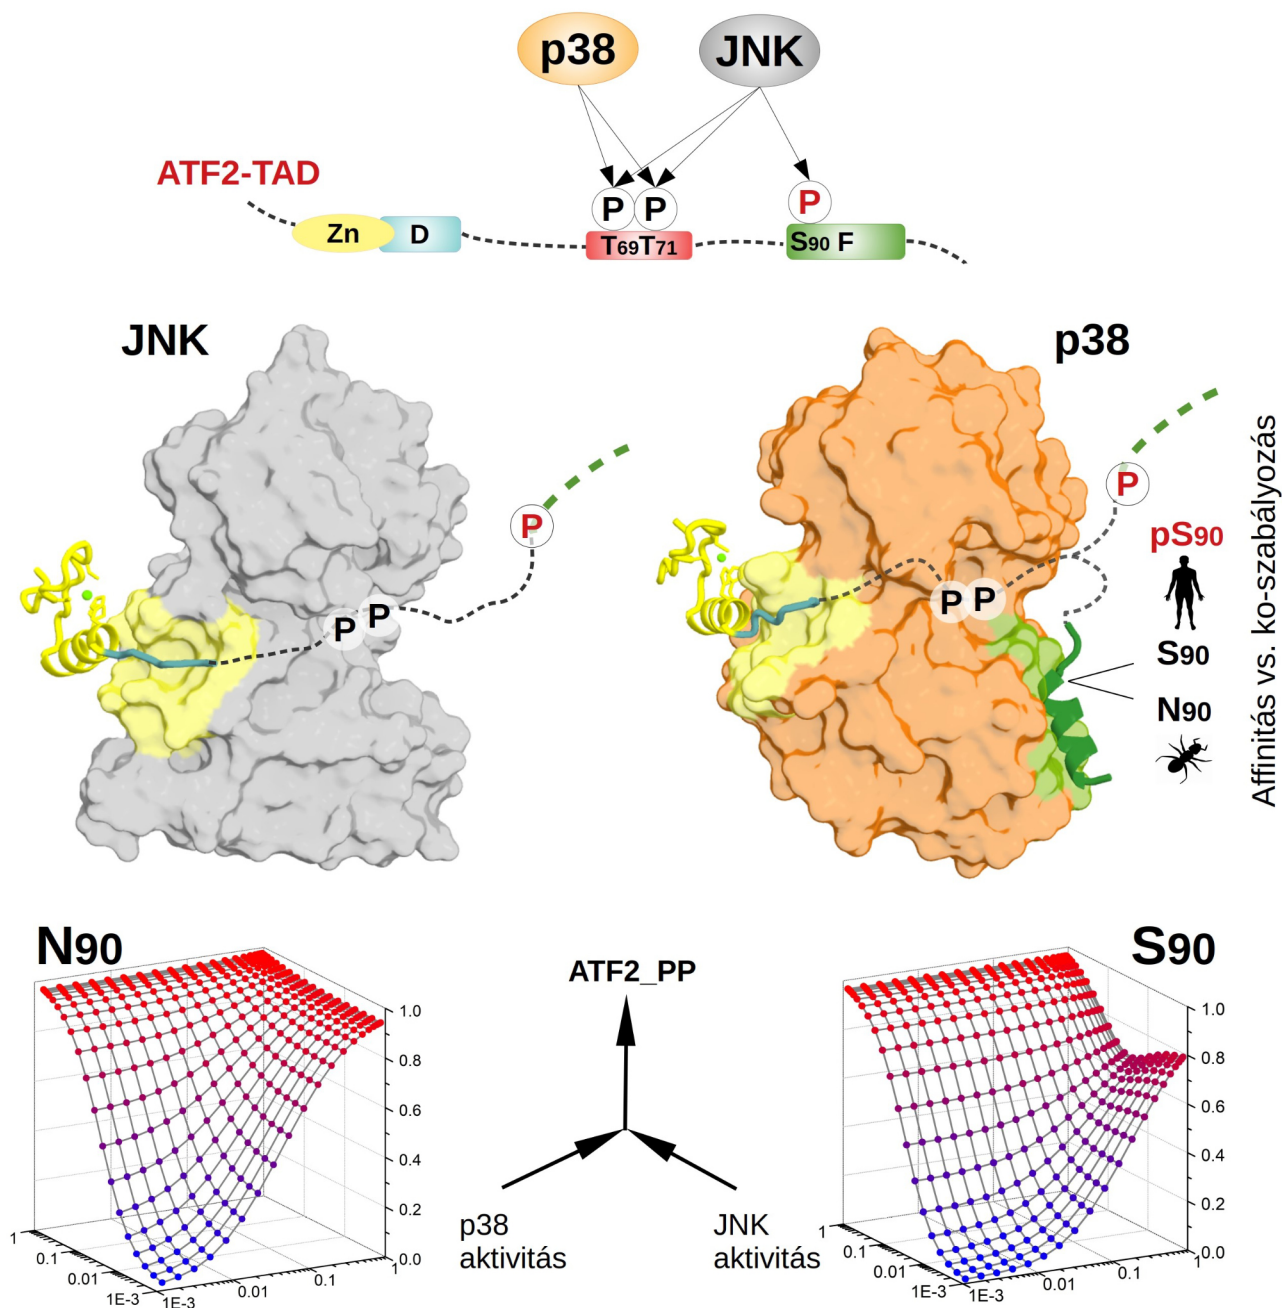 p38
JNK
ATF2-TAD
P P
P
Zn
D
T69T71
S90 F
JNK
p38
P
P
P P
P P
pS90
S90
N90
Affinitás vs. ko-szabályozás
N90
S90
ATF2_PP
p38
aktivitás
JNK
aktivitás
1.0
0.8
0.6
0.4
0.2
0.0
1
0.1
0.01
1E-3
1E-3
0.01
0.1
1
1.0
0.8
0.6
0.4
0.2
0.0
1
0.1
0.01
1E-3
1E-3
0.01
0.1
1